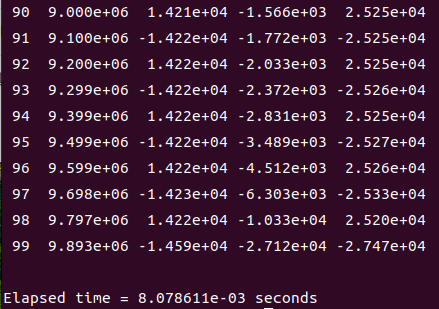 90 9.000e+06 1.421e+04 -1.566e+03 2.525e+04
91 9.100e+06 -1.422e+04 -1.772e+03 -2.525e+04
92 9.200e+06 1.422e+04 -2.033e+03 2.525e+04
93 9.299e+06 -1.422e+04 -2.372e+03 -2.526e+04
94 9.399e+06 1.422e+04 -2.831e+03 2.525e+04
95 9.499e+06 -1.422e+04 -3.489e+03 -2.527e+04
96 9.599e+06 1.422e+04 -4.512e+03 2.526e+04
97 9.698e+06 -1.423e+04 -6.303e+03 -2.533e+04
98 9.797e+06 1.422e+04 -1.033e+04 2.520e+04
99 9.893e+06 -1.459e+04 -2.712e+04 -2.747e+04
Elapsed time = 8.078611e-03 seconds